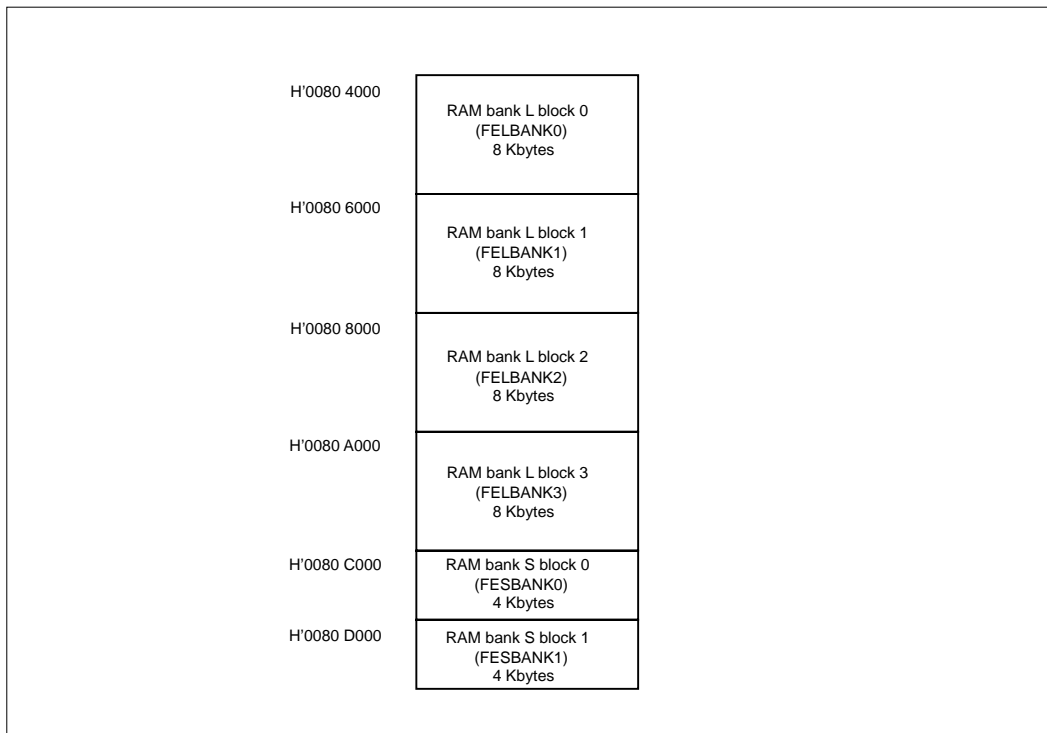 H’0080 4000
RAM bank L block 0
(FELBANK0)
8 Kbytes
H’0080 6000
RAM bank L block 1
(FELBANK1)
8 Kbytes
H’0080 8000
RAM bank L block 2
(FELBANK2)
8 Kbytes
H’0080 A000
RAM bank L block 3
(FELBANK3)
8 Kbytes
H’0080 C000
RAM bank S block 0
(FESBANK0)
4 Kbytes
H’0080 D000
RAM bank S block 1
(FESBANK1)
4 Kbytes